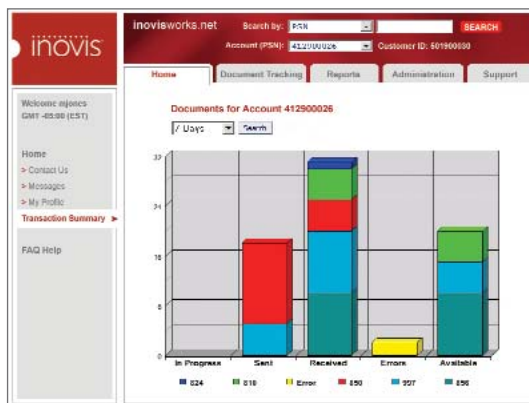 inovis
inovisworks.net
Search by: PSN
SEARCH
Account (PSN): 412900026
Customer ID: 501900000
Home
Document Tracking
Reports
Administration
Support
Welcome mjones
GMT -05:00 (EST)
Home
> Contact Us
> Messages
> My Profile
Transaction Summary
FAQ Help
Documents for Account 412900026
7 Days
Search
32
24
16
8
0
In Progress
Sent
Received
Errors
Available
824
810
Error
850
997
856